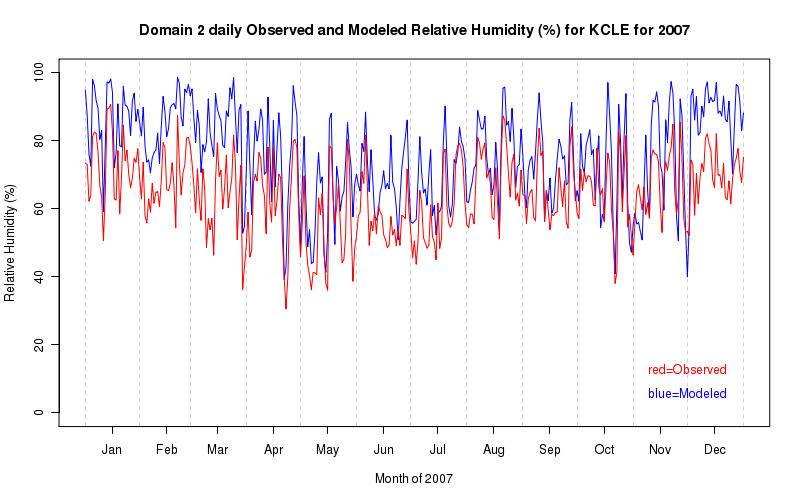 Domain 2 daily Observed and Modeled Relative Humidity (%) for KCLE for 2007
Relative Humidity (%)
100
80
60
40
20
0
red=Observed
blue=Modeled
Jan Feb Mar Apr May Jun Jul Aug Sep Oct Nov Dec
Month of 2007